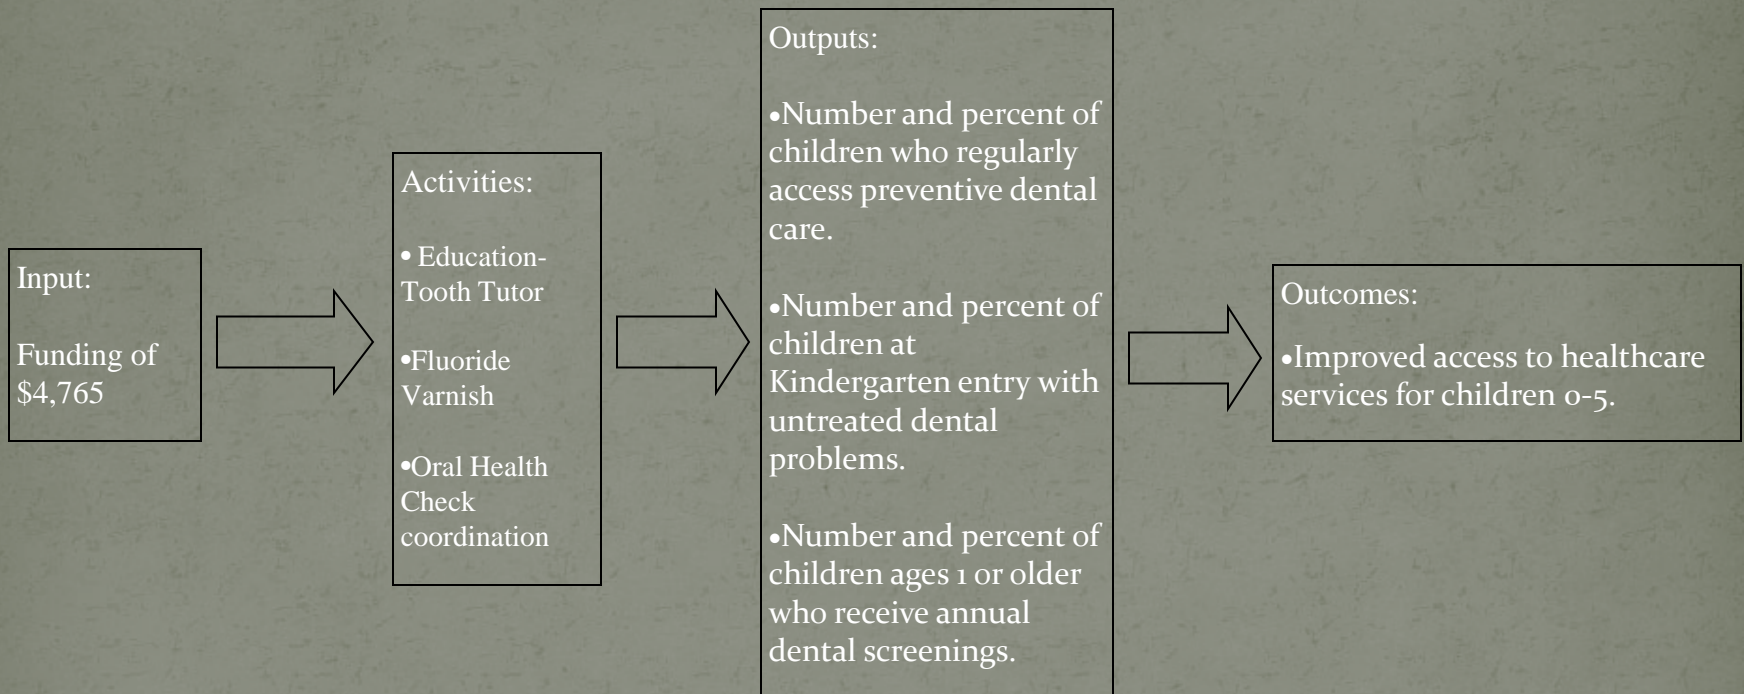 Input:
Funding of
$4,765
Activities:
• Education-
Tooth Tutor
•Fluoride
Varnish
•Oral Health
Check
coordination
Outputs:
•Number and percent of
children who regularly
access preventive dental
care.
•Number and percent of
children at
Kindergarten entry with
untreated dental
problems.
•Number and percent of
children ages 1 or older
who receive annual
dental screenings.
Outcomes:
•Improved access to healthcare
services for children 0-5.